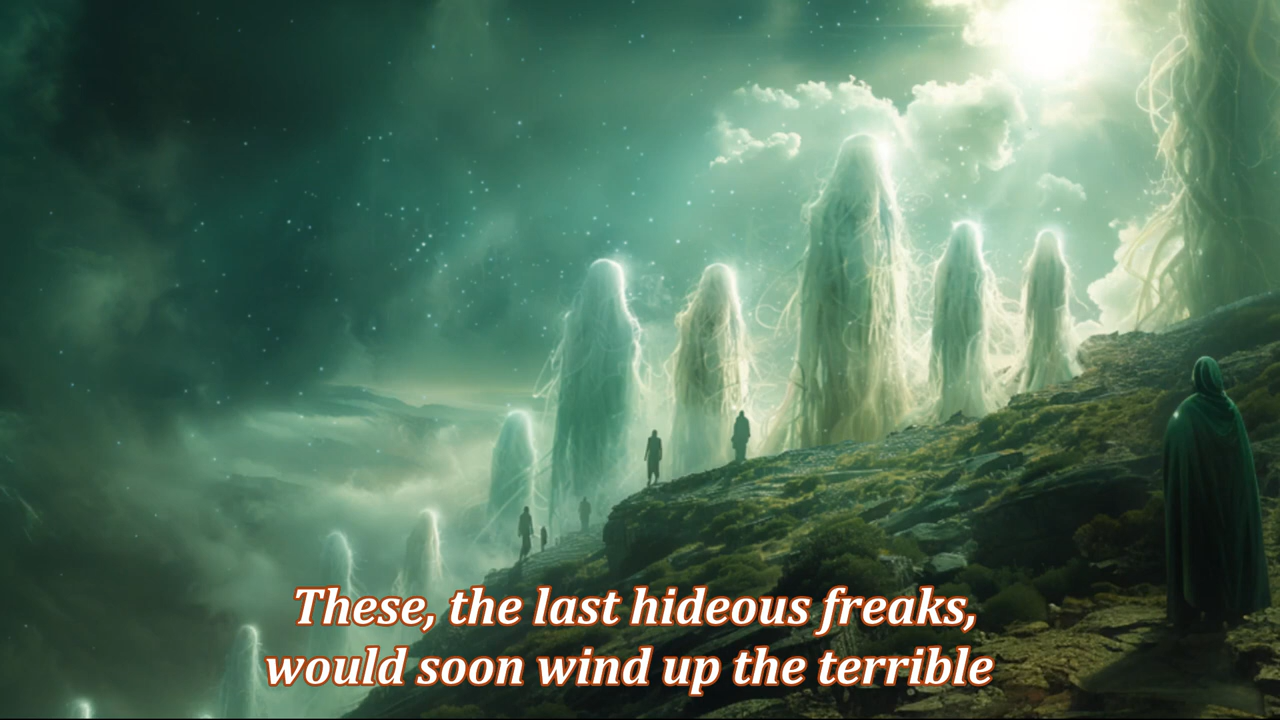 These, the last hideous freaks,
would soon wind up the terrible